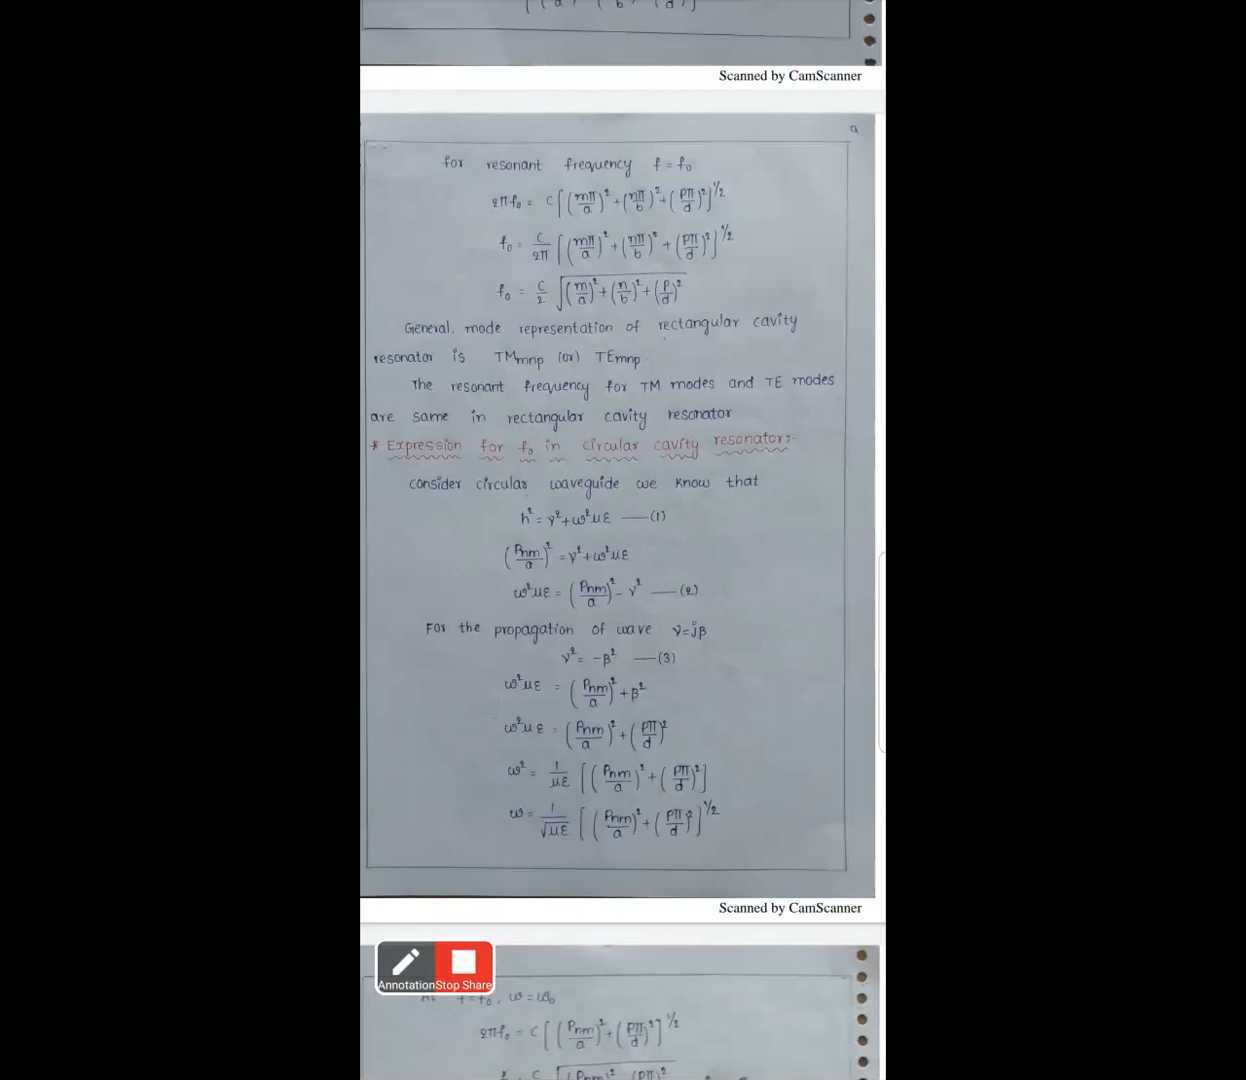 Scanned by CamScanner
9
for resonant frequency f = f₀
2πf₀ = C[(mπ/a)² + (nπ/b)² + (pπ/d)²]^1/2
f₀ = C/2π [(mπ/a)² + (nπ/b)² + (pπ/d)²]^1/2
f₀ = C/2 √((m/a)² + (n/b)² + (p/d)²)
General. mode representation of rectangular cavity
resonator is TMmnp (or) TEmnp.
The resonant frequency for TM modes and TE modes
are same in rectangular cavity resonator
* Expression for f₀ in circular cavity resonator:-
consider circular waveguide we know that
h² = γ² + ω²με —(1)
(Pnm/a)² = γ² + ω²με
ω²με = (Pnm/a)² - γ² —(2)
For the propagation of wave γ = jβ
γ² = -β² —(3)
ω²με = (Pnm/a)² + β²
ω²με = (Pnm/a)² + (Pπ/d)²
ω² = 1/με [(Pnm/a)² + (Pπ/d)²]
ω = 1/√με [(Pnm/a)² + (Pπ/d)²]^1/2
Scanned by CamScanner
Annotation Stop Share
At f = f₀, ω = ω₀
2πf₀ = C[(Pnm/a)² + (Pπ/d)²]^1/2